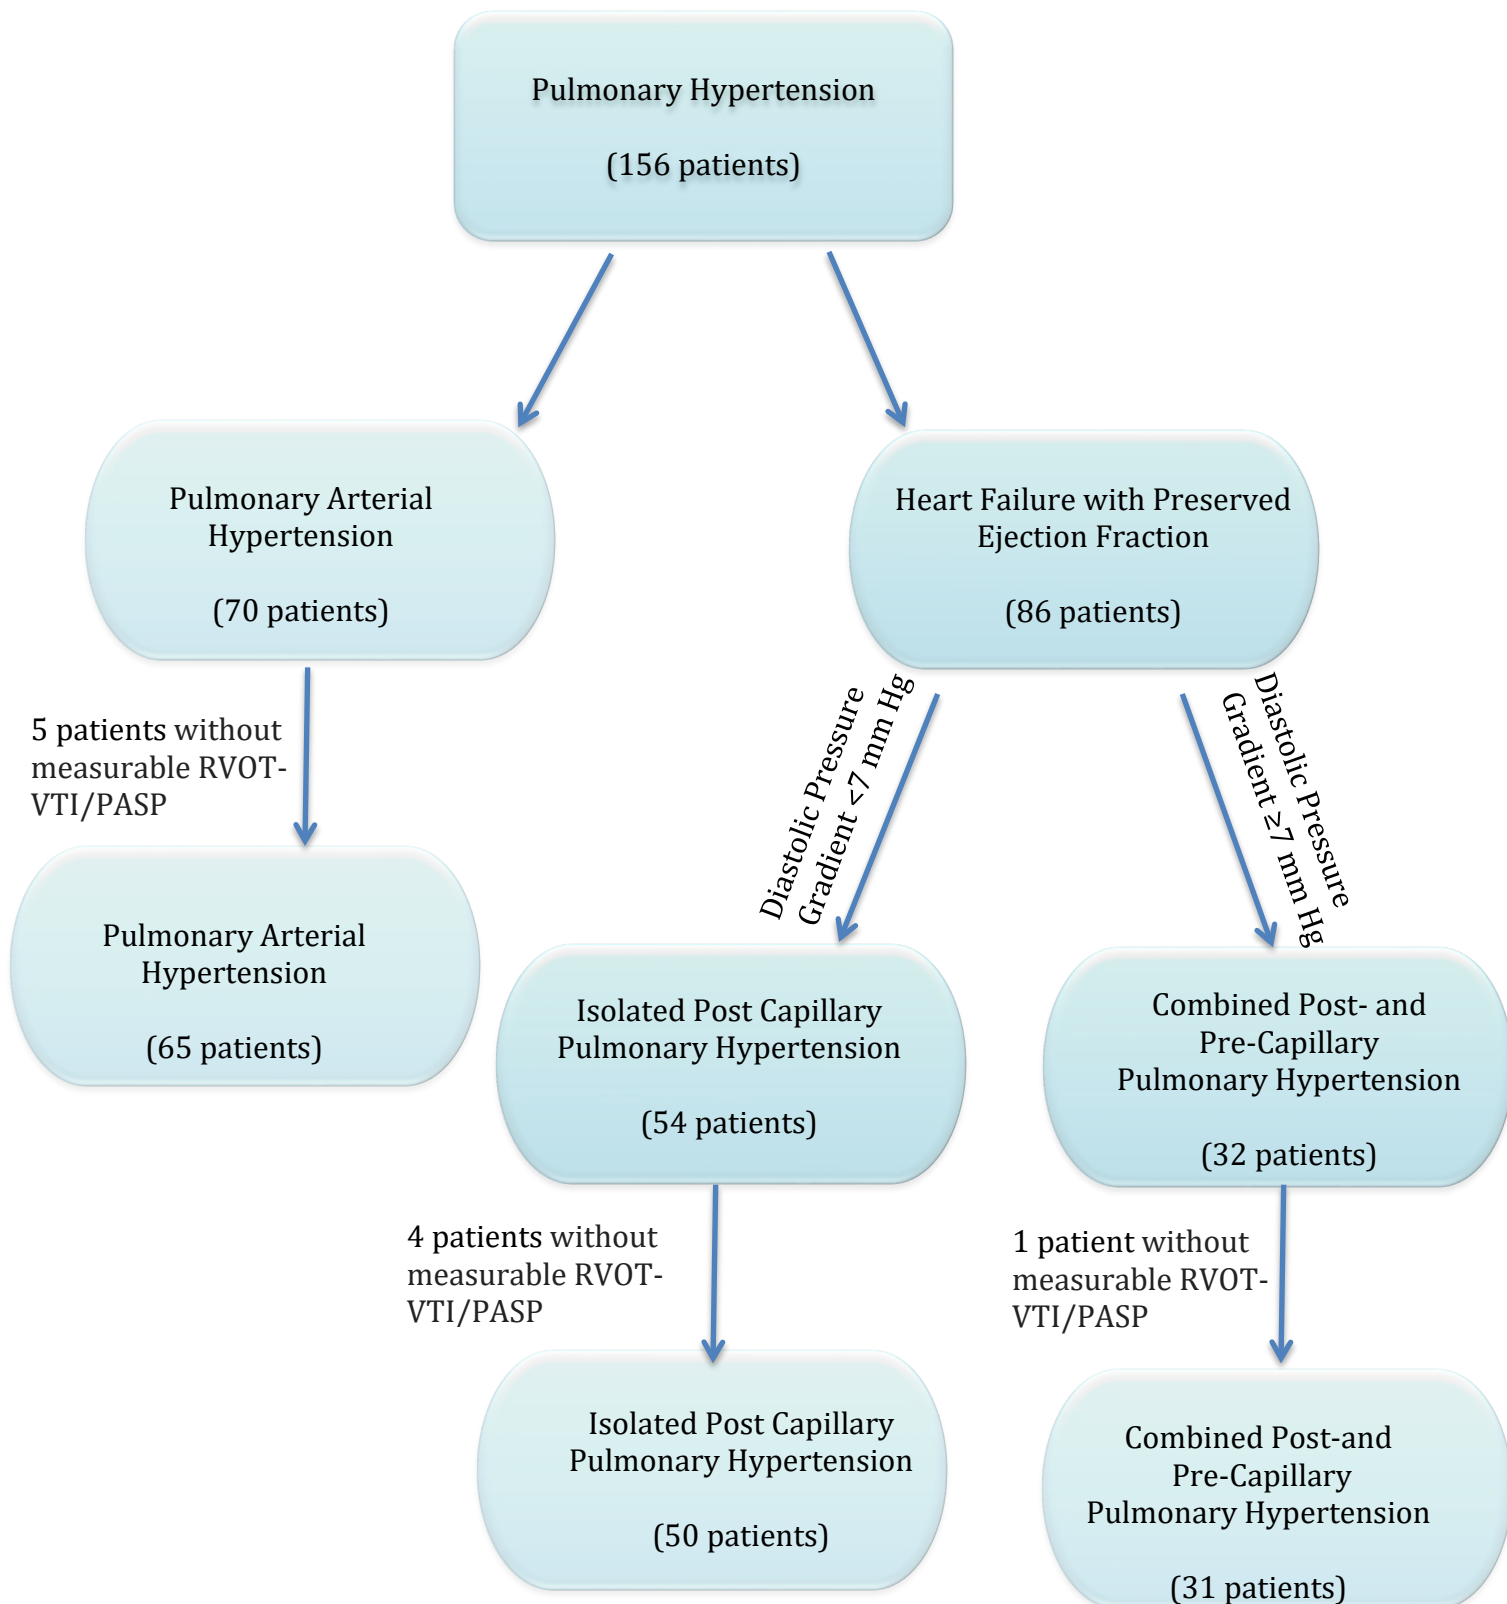 Pulmonary Hypertension
(156 patients)
Pulmonary Arterial
Hypertension
(70 patients)
Heart Failure with Preserved
Ejection Fraction
(86 patients)
5 patients without
measurable RVOT-
VTI/PASP
Diastolic Pressure
Gradient <7 mm Hg
Diastolic Pressure
Gradient ≥7 mm Hg
Pulmonary Arterial
Hypertension
(65 patients)
Isolated Post Capillary
Pulmonary Hypertension
(54 patients)
Combined Post- and
Pre-Capillary
Pulmonary Hypertension
(32 patients)
4 patients without
measurable RVOT-
VTI/PASP
1 patient without
measurable RVOT-
VTI/PASP
Isolated Post Capillary
Pulmonary Hypertension
(50 patients)
Combined Post-and
Pre-Capillary
Pulmonary Hypertension
(31 patients)